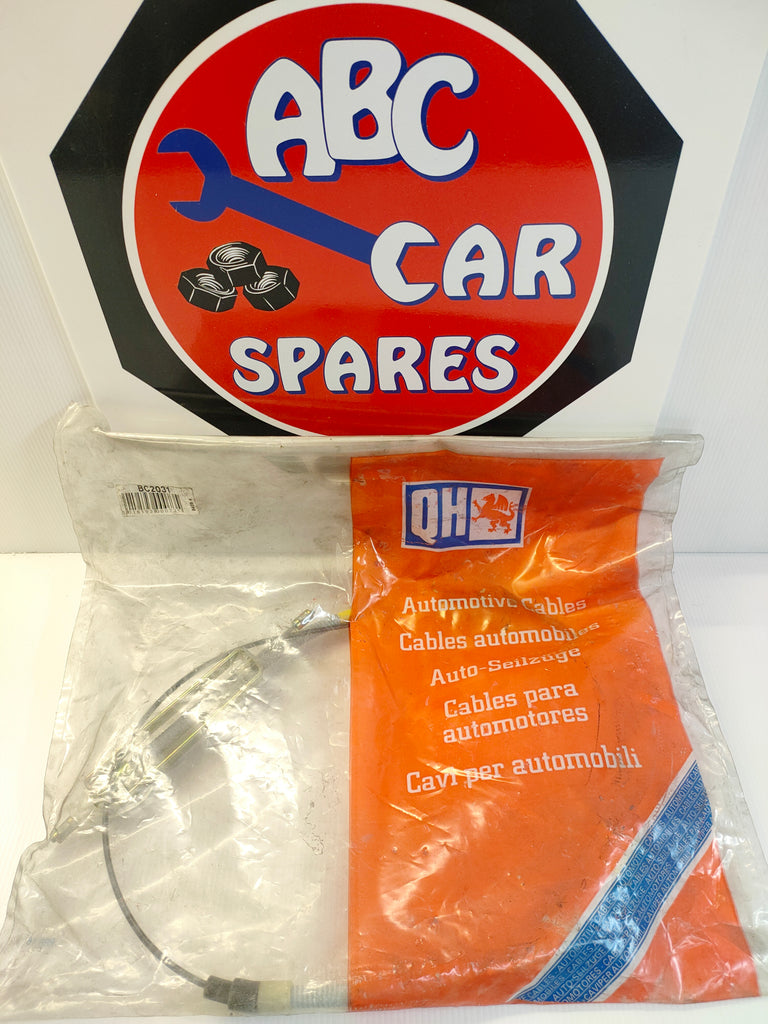 ABC
CAR
SPARES
BC2031
QH
Automotive Cables
Cables automobiles
Auto-Seilzüge
Cables para
automotores
Cavi per automobili